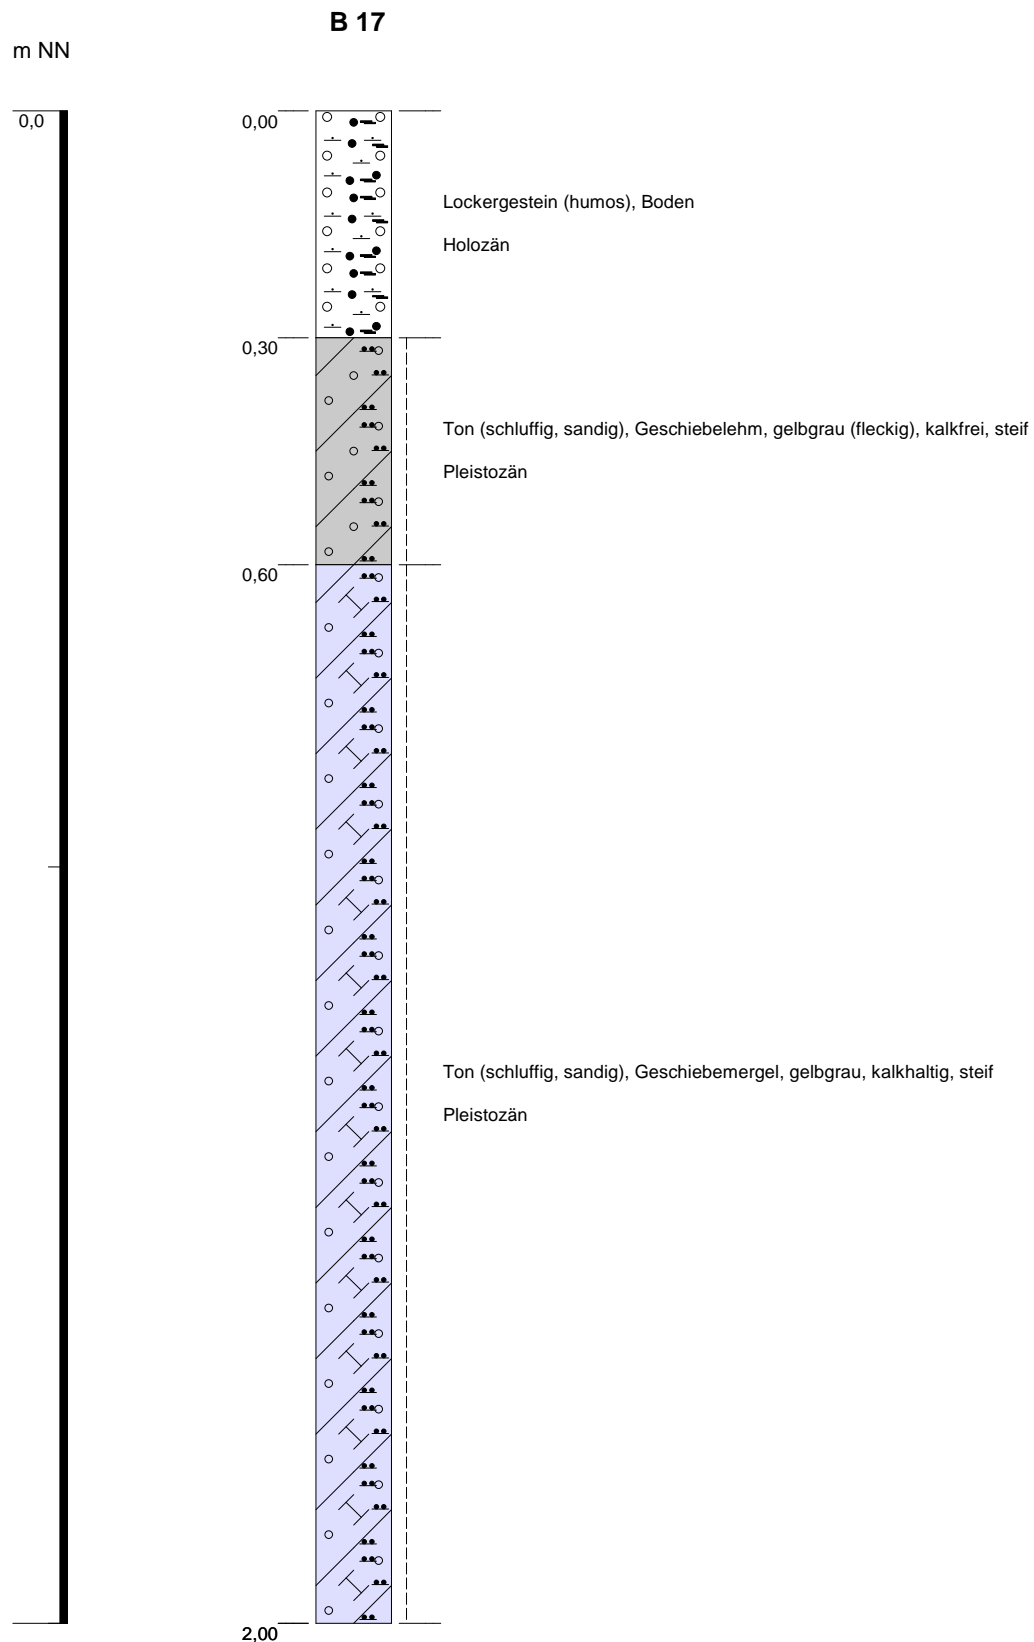 B 17
m NN
0,0
0,00
Lockergestein (humos), Boden
Holozän
0,30
Ton (schluffig, sandig), Geschiebelehm, gelbgrau (fleckig), kalkfrei, steif
Pleistozän
0,60
Ton (schluffig, sandig), Geschiebemergel, gelbgrau, kalkhaltig, steif
Pleistozän
2,00